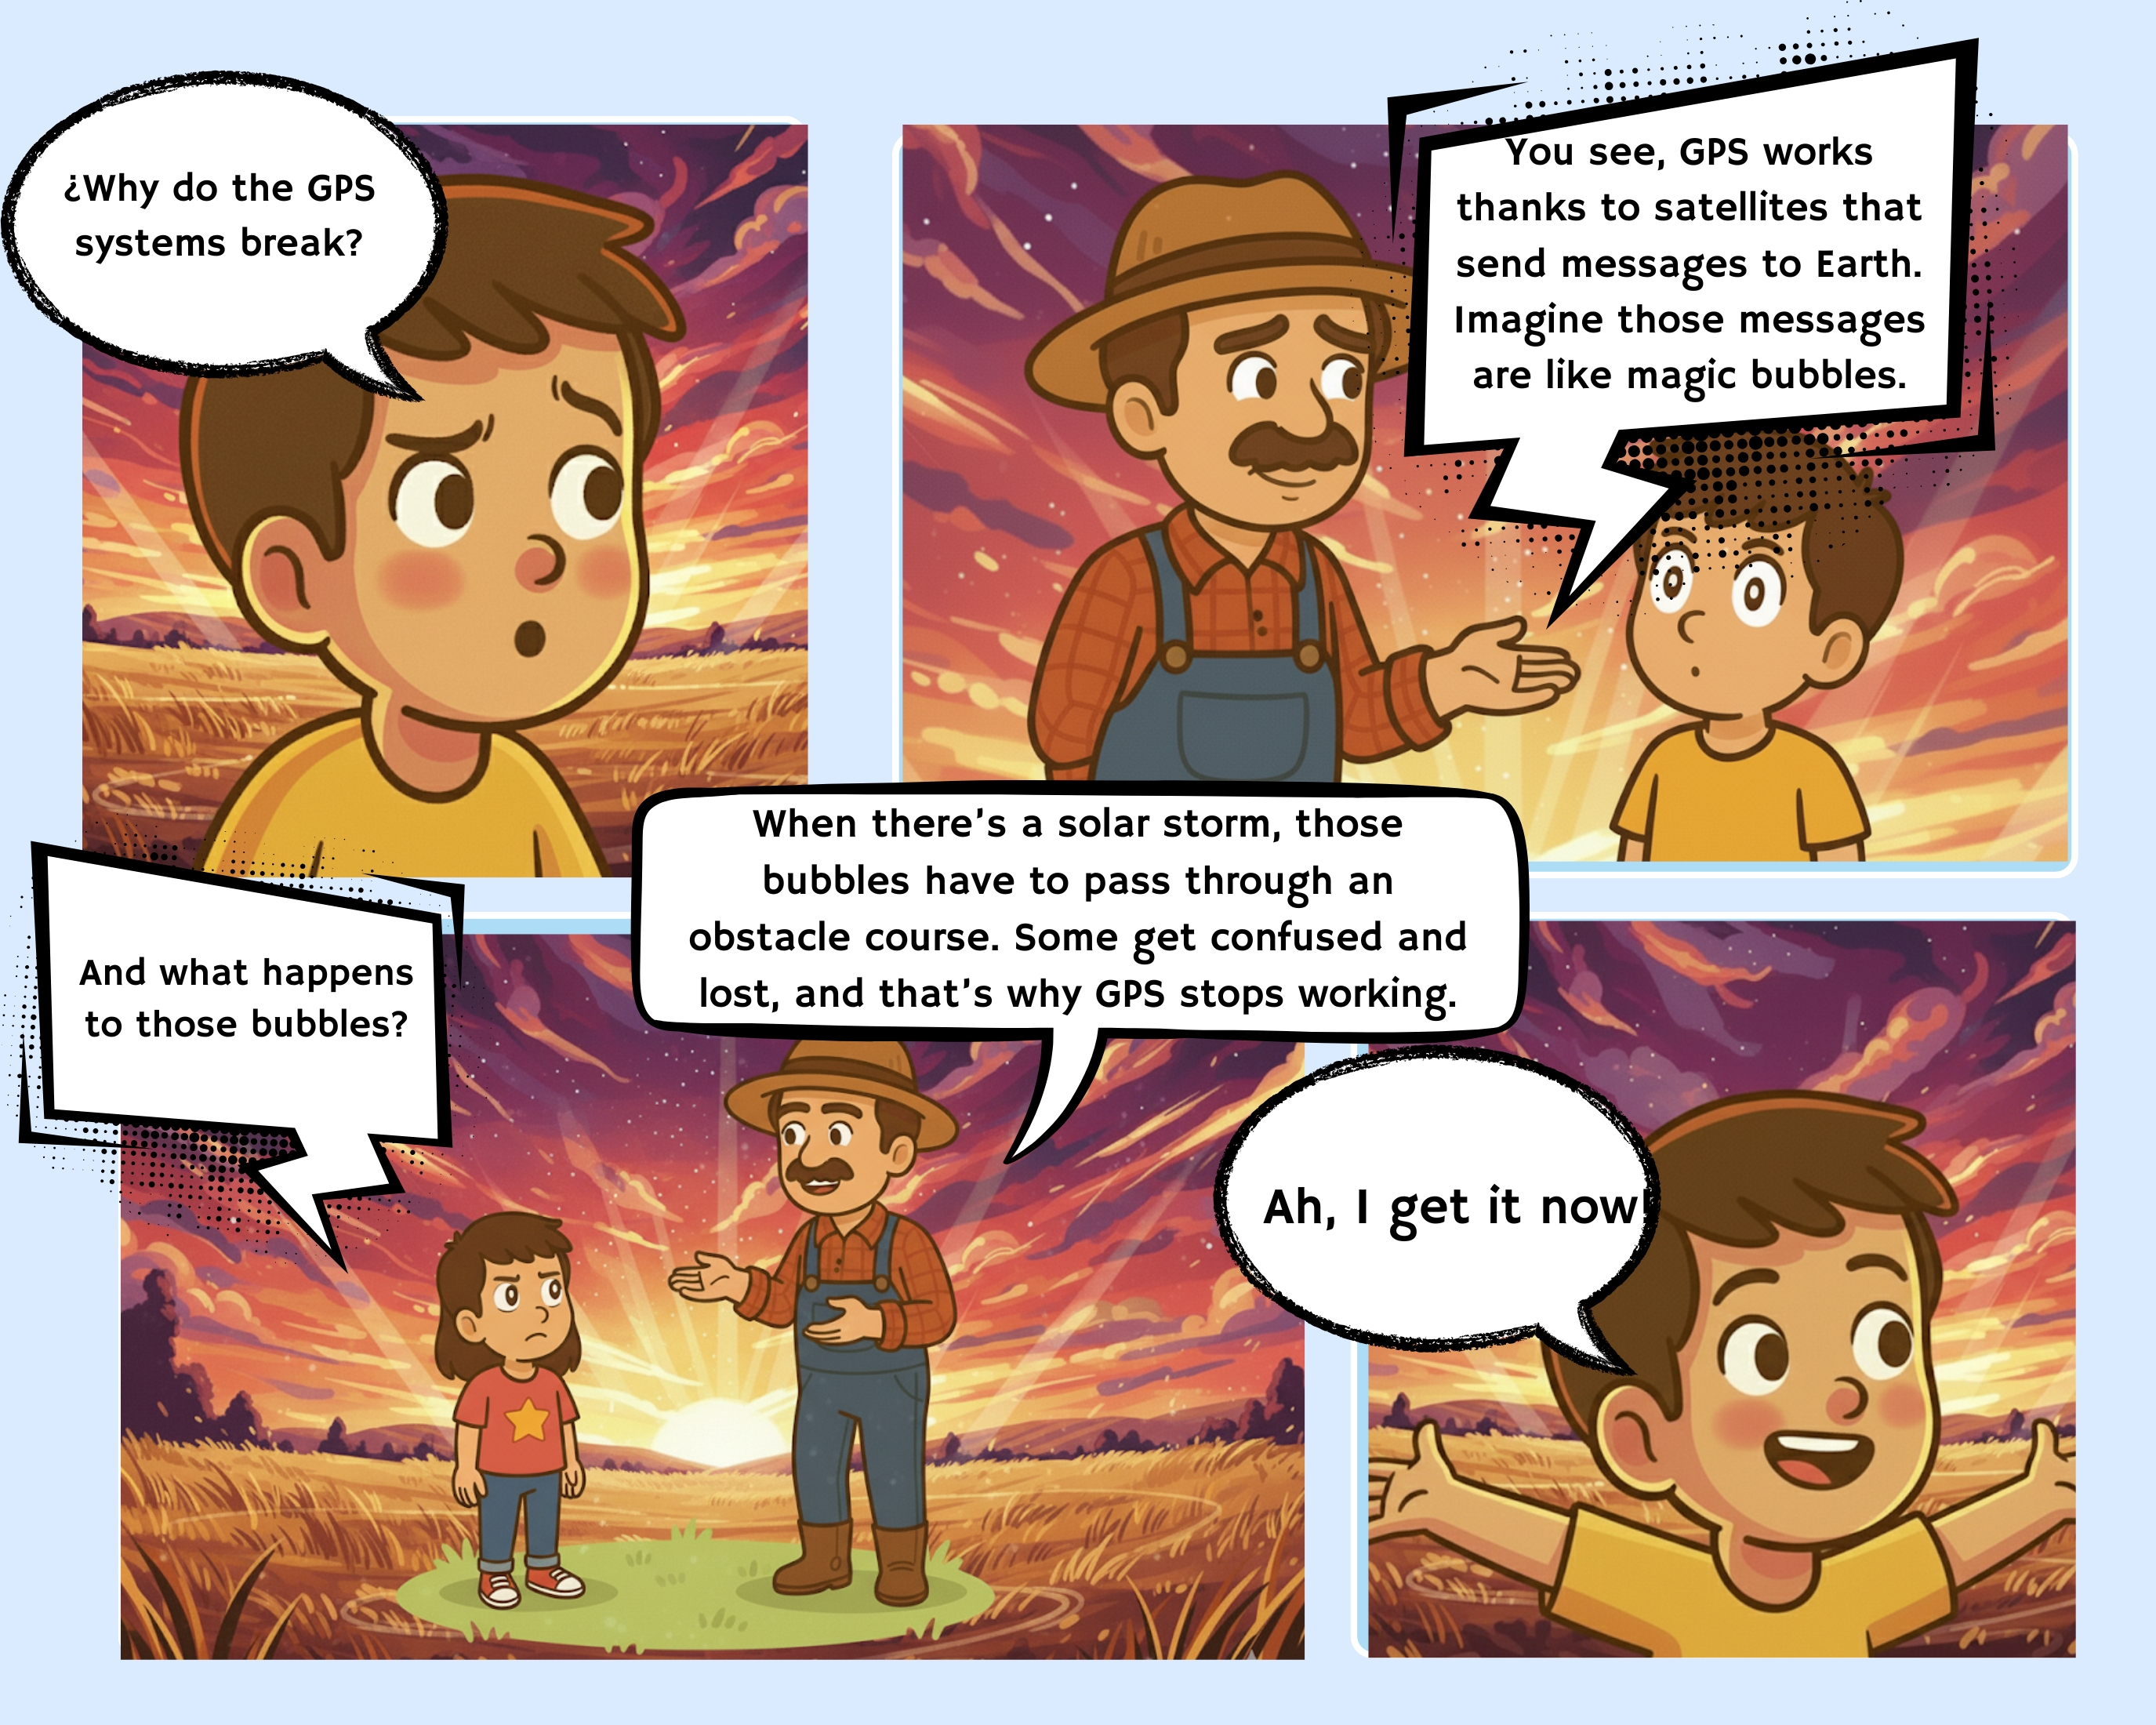 ¿Why do the GPS
systems break?
You see, GPS works
thanks to satellites that
send messages to Earth.
Imagine those messages
are like magic bubbles.
And what happens
to those bubbles?
When there's a solar storm, those
bubbles have to pass through an
obstacle course. Some get confused and
lost, and that's why GPS stops working.
Ah, I get it now!